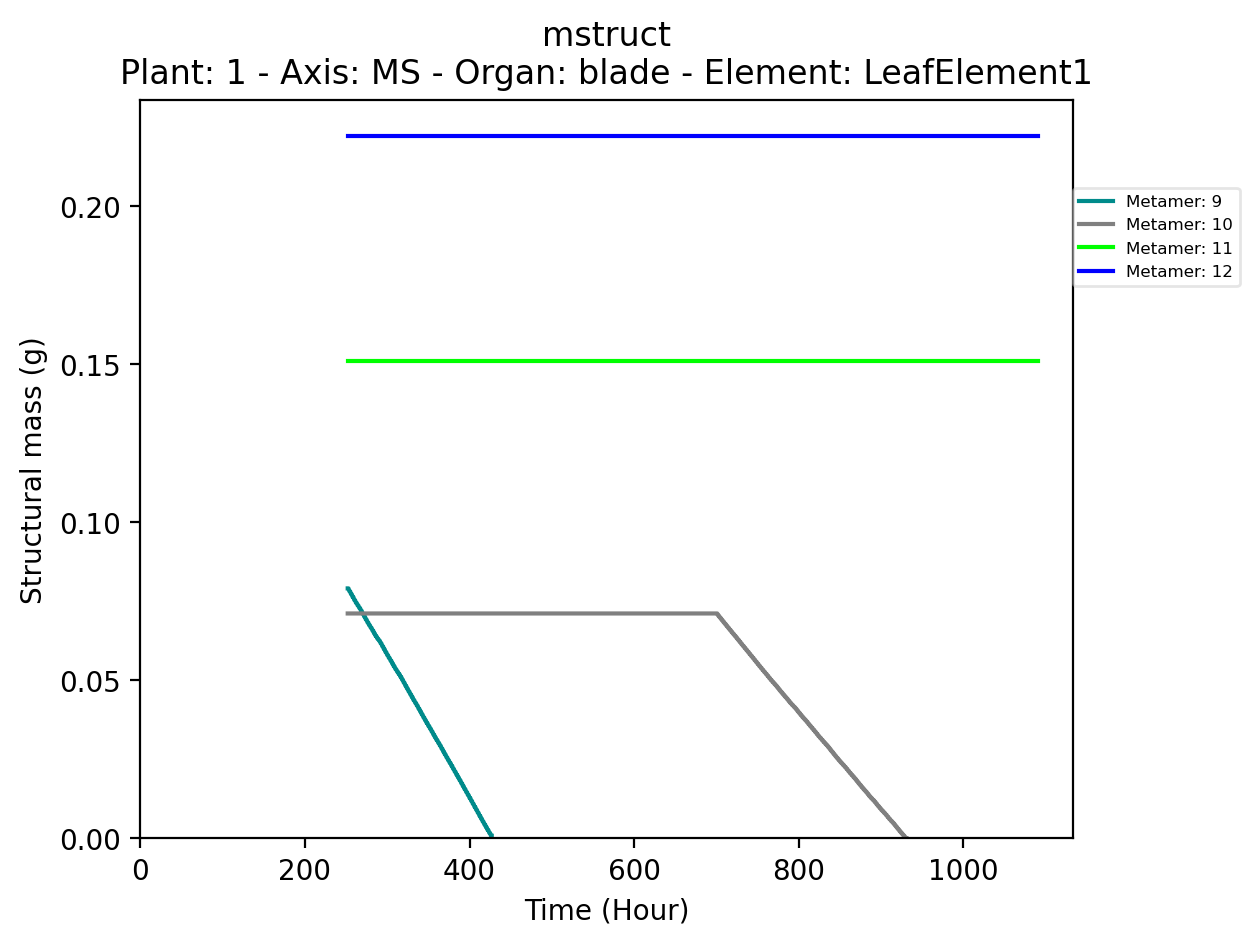 mstruct
Plant: 1 - Axis: MS - Organ: blade - Element: LeafElement1
Structural mass (g)
0.20
0.15
0.10
0.05
0.00
0
200
400
600
800
1000
Time (Hour)
Metamer: 9
Metamer: 10
Metamer: 11
Metamer: 12